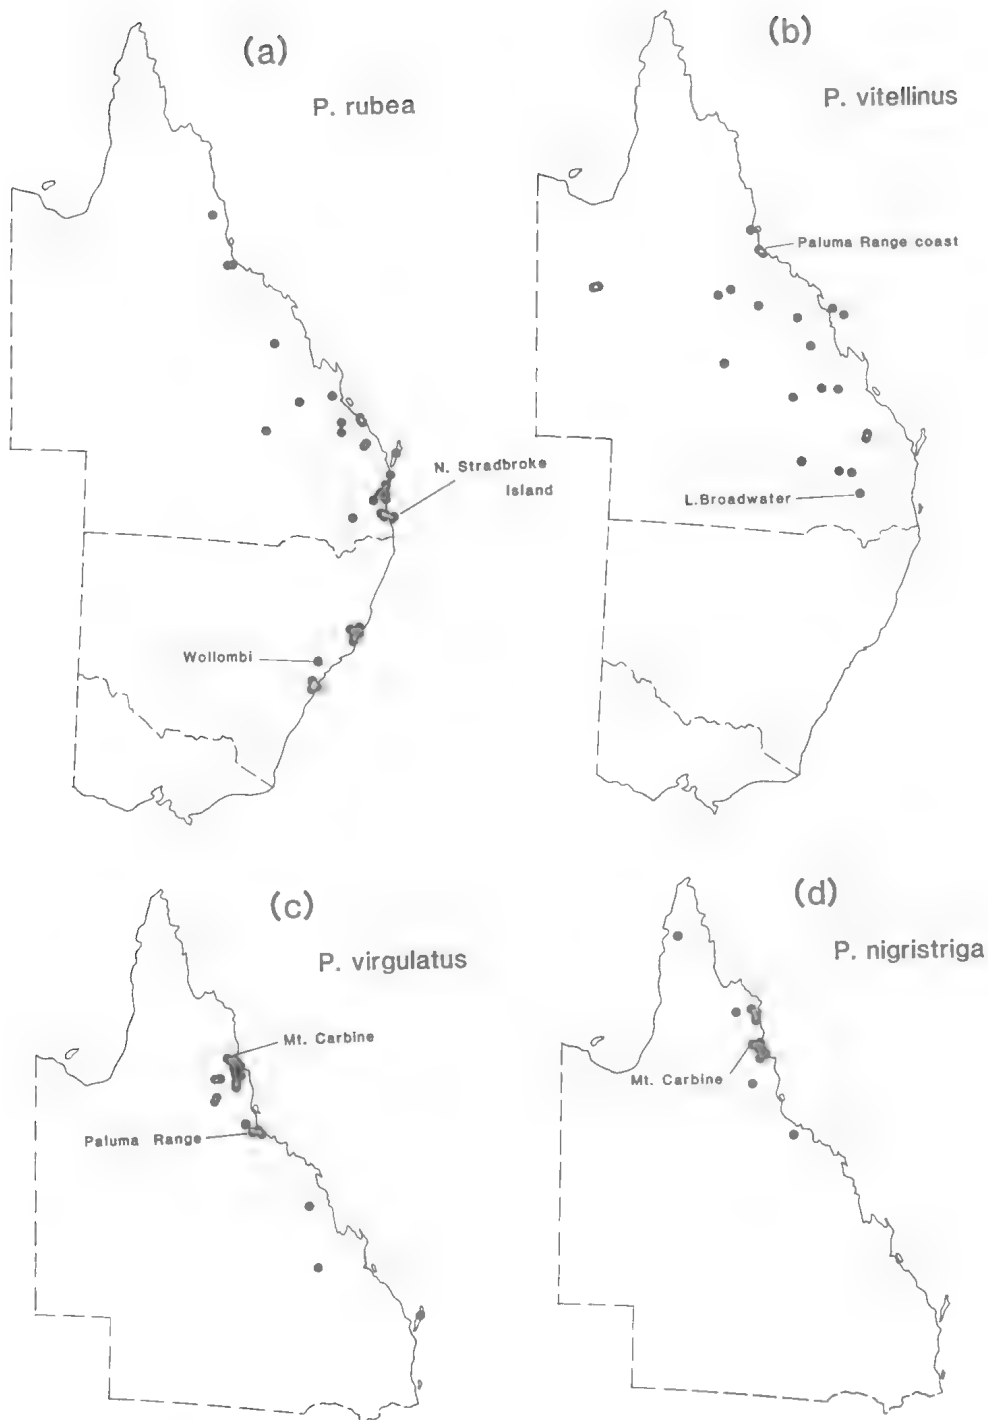 (a)
P. rubea
N. Stradbroke
Island
Wollombi
(b)
P. vitellinus
Paluma Range coast
L.Broadwater
(c)
P. virgulatus
Mt. Carbine
Paluma Range
(d)
P. nigristriga
Mt. Carbine